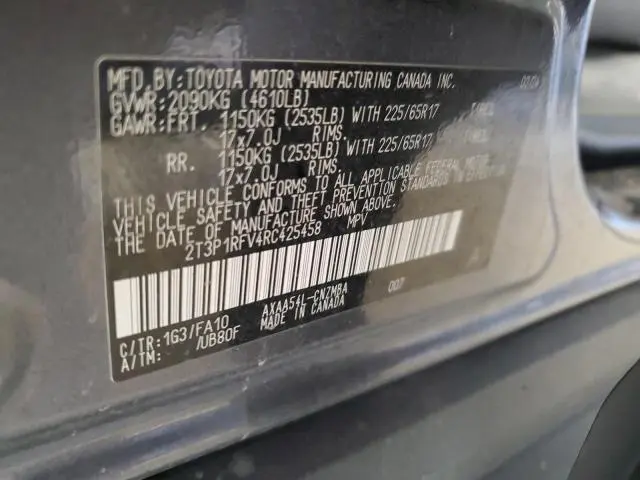 MFD. BY: TOYOTA MOTOR MANUFACTURING CANADA INC.
GVWR: 2090KG (4610LB)
GAWR: FRT. 1150KG (2535LB) WITH 225/65R17
17x7.0J RIMS,
RR. 1150KG (2535LB) WITH 225/65R17
17x7.0J RIMS,
THIS VEHICLE CONFORMS TO ALL APPLICABLE FEDERAL MOTOR
VEHICLE SAFETY AND THEFT PREVENTION STANDARDS IN EFFECT ON
THE DATE OF MANUFACTURE SHOWN ABOVE.
2T3P1RFV4RC425458 MPV
C/TR: 1G3/FA10 AXAA54L-CNZMBA 007
A/TM: /UB80F MADE IN CANADA